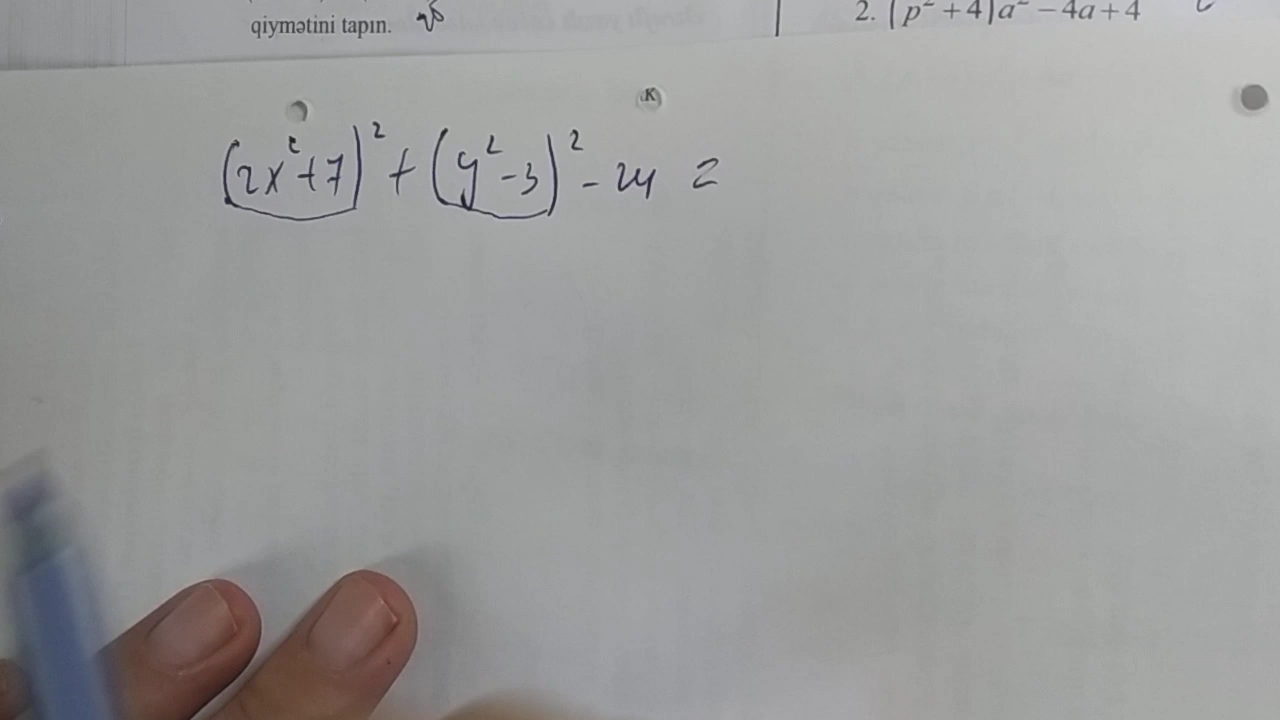 qiymətini tapın.
2. (p² + 4)a² − 4a + 4
K
(2x²+7)² + (y²-3)² - 24 =